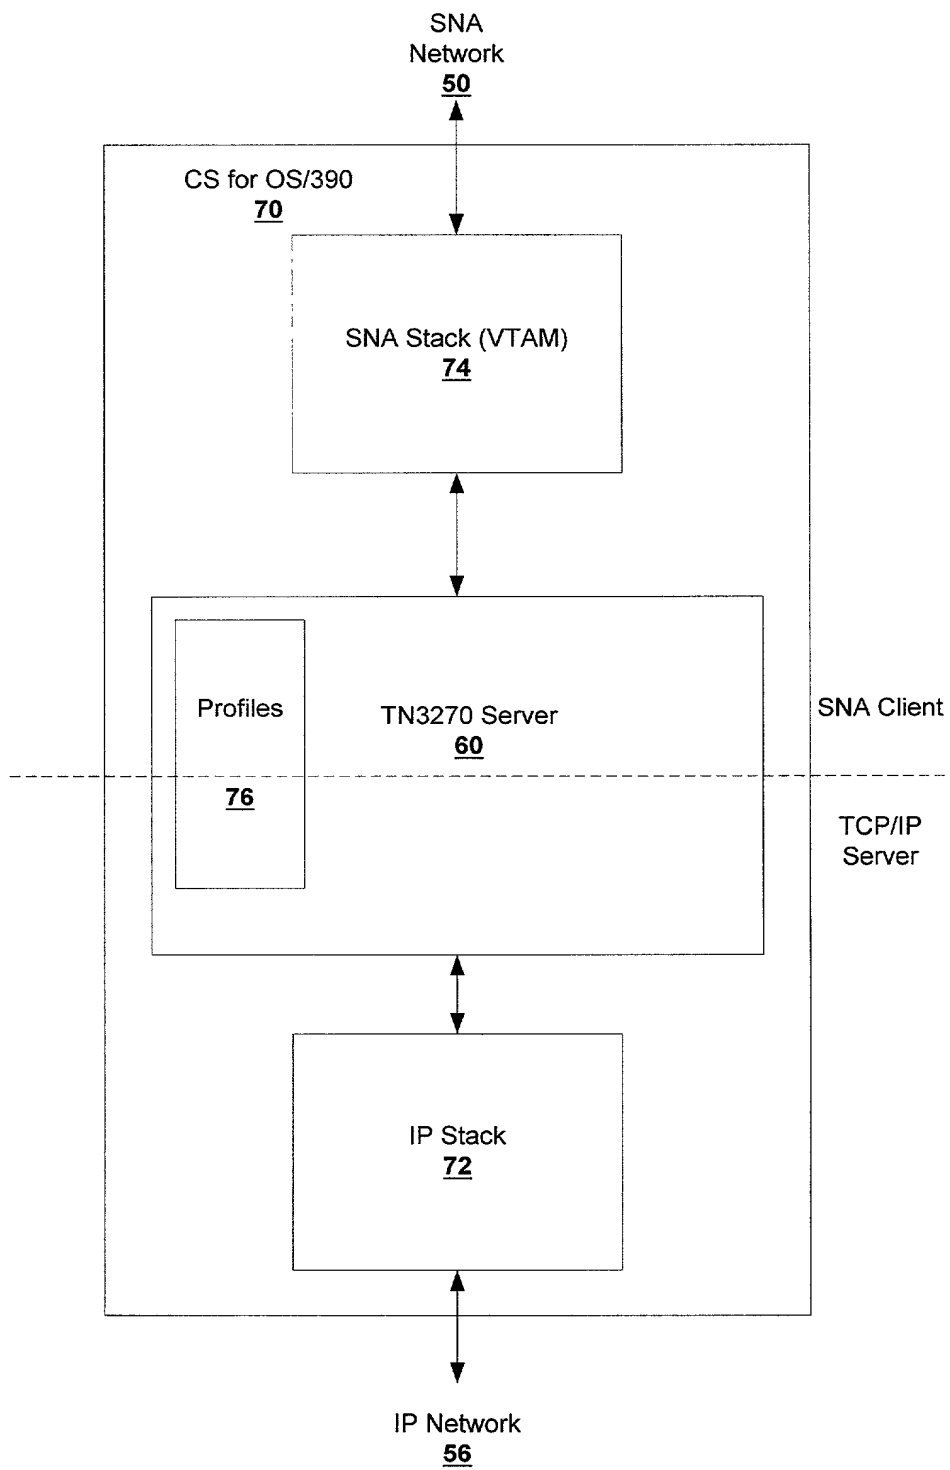 SNA
Network
50
CS for OS/390
70
SNA Stack (VTAM)
74
Profiles
76
TN3270 Server
60
SNA Client
TCP/IP
Server
IP Stack
72
IP Network
56